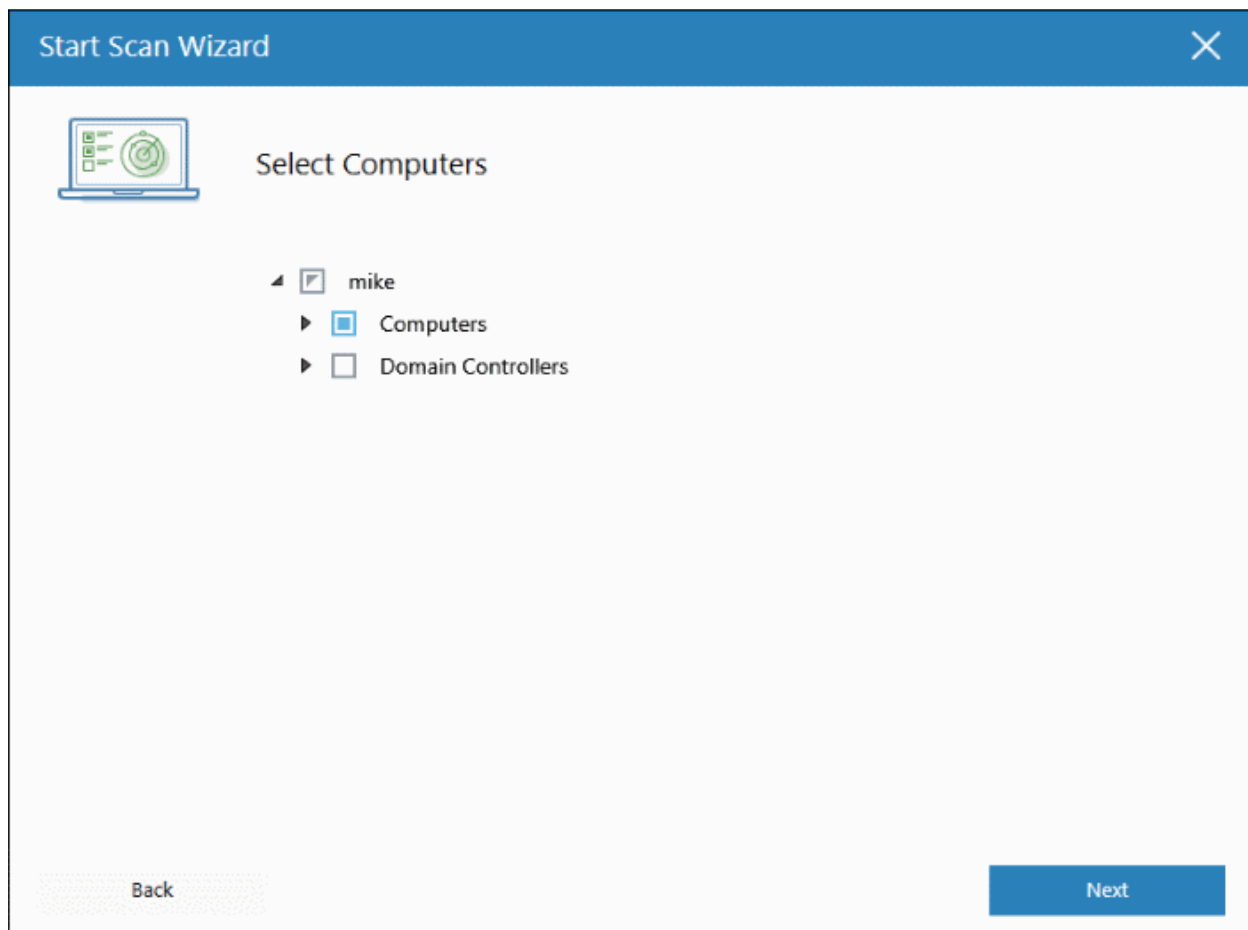 Start Scan Wizard
Select Computers
mike
Computers
Domain Controllers
Back
Next